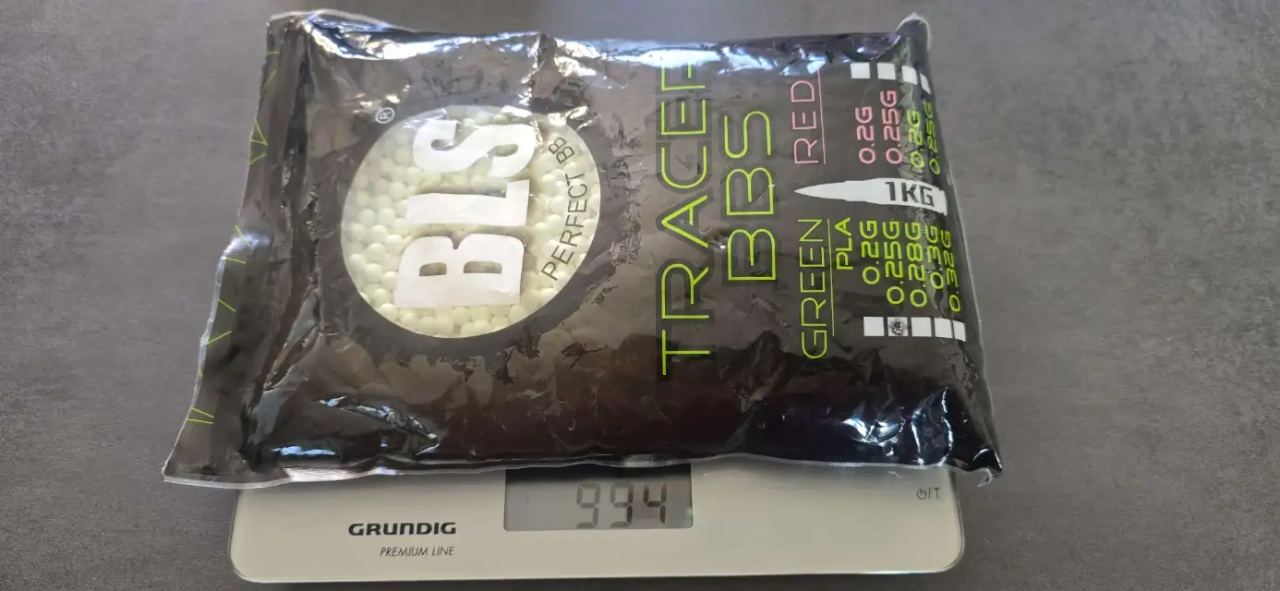 BLS
®
PERFECT BB
TRACER
BBS
RED
0.2G
0.25G
0.2G
0.25G
1KG
GREEN
PLA
0.2G
0.25G
0.28G
0.3G
0.32G
994
GRUNDIG
PREMIUM LINE
⏻/T